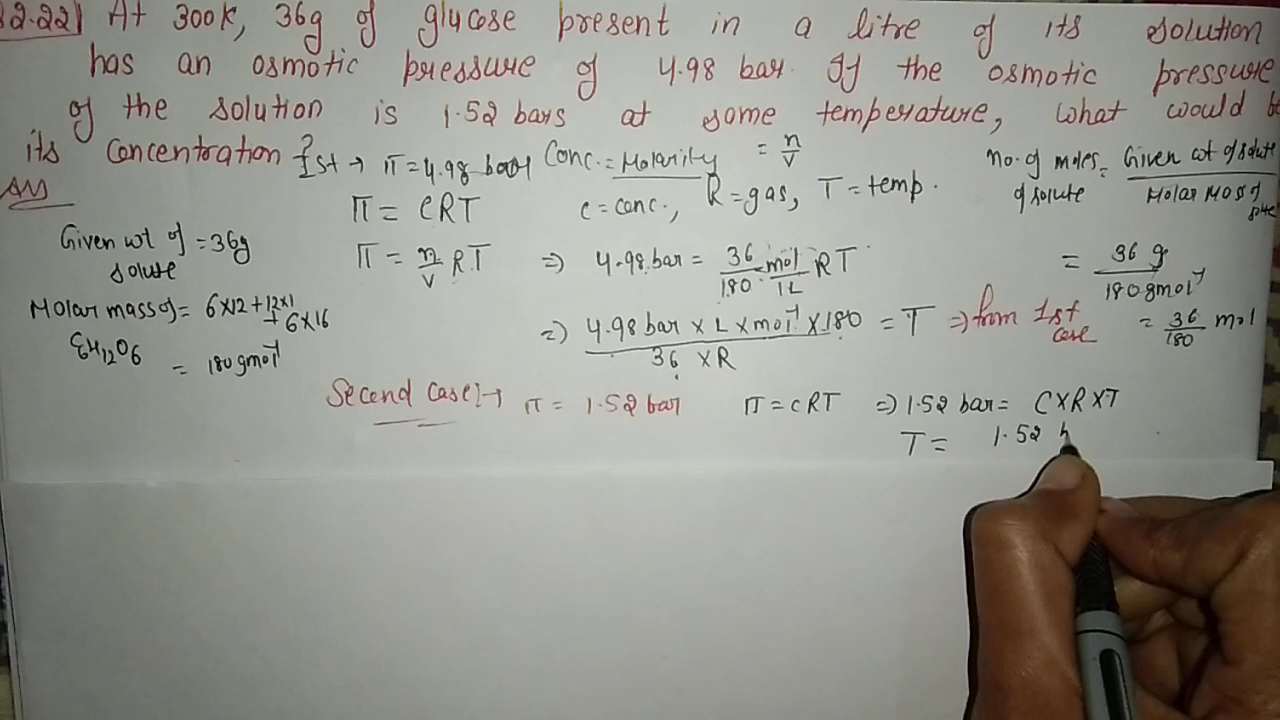 2.22) At 300K, 36g of glucose present in a litre of its solution
has an osmotic pressure of 4.98 bar. If the osmotic pressure
of the solution is 1.52 bars at same temperature, what would
its Concentration?
Ist → π = 4.98 bar Conc. = Molarity = n/V
Ans
π = CRT
c = conc., R = gas, T = temp.
no. of moles of solute = Given wt of solute / Molar Mass of solute
Given wt of solute = 36g
π = n/V RT ⇒ 4.98 bar = 36/180 mol/1L RT
= 36 g / 180 g mol⁻¹
Molar mass of C6H12O6 = 6×12+12×1+6×16
= 180 g mol⁻¹
⇒ 4.98 bar × L × mol⁻¹ × 180 / 36 × R = T ⇒ from 1st case
= 36/180 mol
Second Case:→ π = 1.52 bar π = cRT ⇒ 1.52 bar = C×R×T
T = 1.52